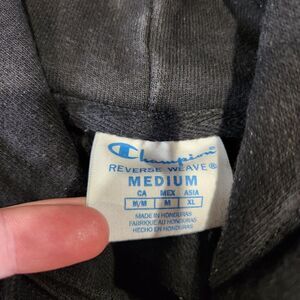 Champion
REVERSE WEAVE®
MEDIUM
CA MEX ASIA
M/M M XL
MADE IN HONDURAS
FABRIQUÉ AU HONDURAS
HECHO EN HONDURAS